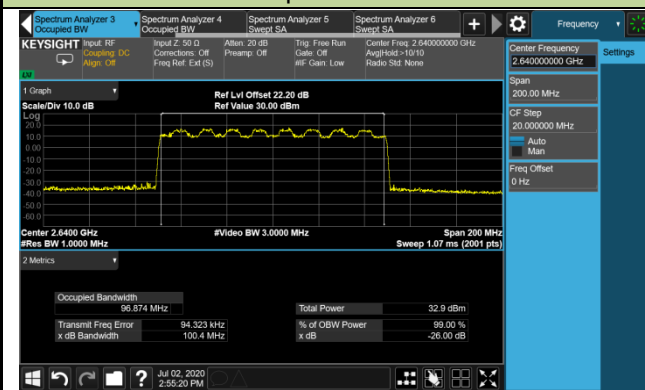 Spectrum Analyzer 3
Occupied BW
Spectrum Analyzer 4
Occupied BW
Spectrum Analyzer 5
Swept SA
Spectrum Analyzer 6
Swept SA
+
Frequency
KEYSIGHT
Input: RF
Coupling: DC
Align: Off
Input Z: 50 Ω
Corrections: Off
Freq Ref: Ext (S)
Atten: 20 dB
Preamp: Off
Trig: Free Run
Gate: Off
#IF Gain: Low
Center Freq: 2.640000000 GHz
Avg|Hold:>10/10
Radio Std: None
1 Graph
Scale/Div 10.0 dB
Ref Lvl Offset 22.20 dB
Ref Value 30.00 dBm
Log
20.0
10.0
0.00
-10.0
-20.0
-30.0
-40.0
-50.0
-60.0
Center 2.6400 GHz
#Res BW 1.0000 MHz
#Video BW 3.0000 MHz
Span 200 MHz
Sweep 1.07 ms (2001 pts)
2 Metrics
Occupied Bandwidth
96.874 MHz
Transmit Freq Error 94.323 kHz
x dB Bandwidth 100.4 MHz
Total Power 32.9 dBm
% of OBW Power 99.00 %
x dB -26.00 dB
Jul 02, 2020
2:55:20 PM
Center Frequency
2.640000000 GHz
Span
200.00 MHz
CF Step
20.000000 MHz
Auto
Man
Freq Offset
0 Hz
Settings